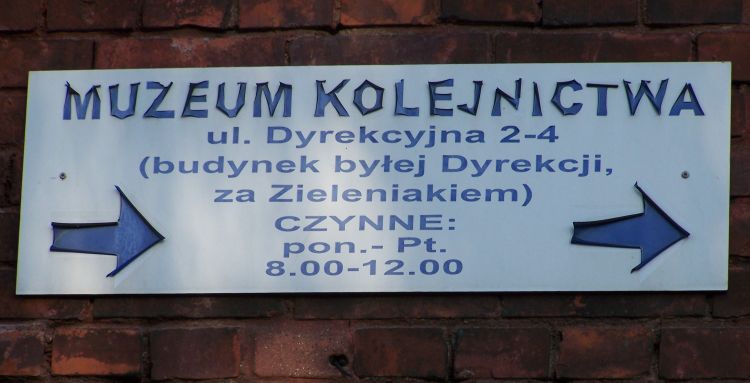 MUZEUM KOLEJNICTWA
ul. Dyrekcyjna 2-4
(budynek byłej Dyrekcji,
za Zieleniakiem)
CZYNNE:
pon.- Pt.
8.00-12.00